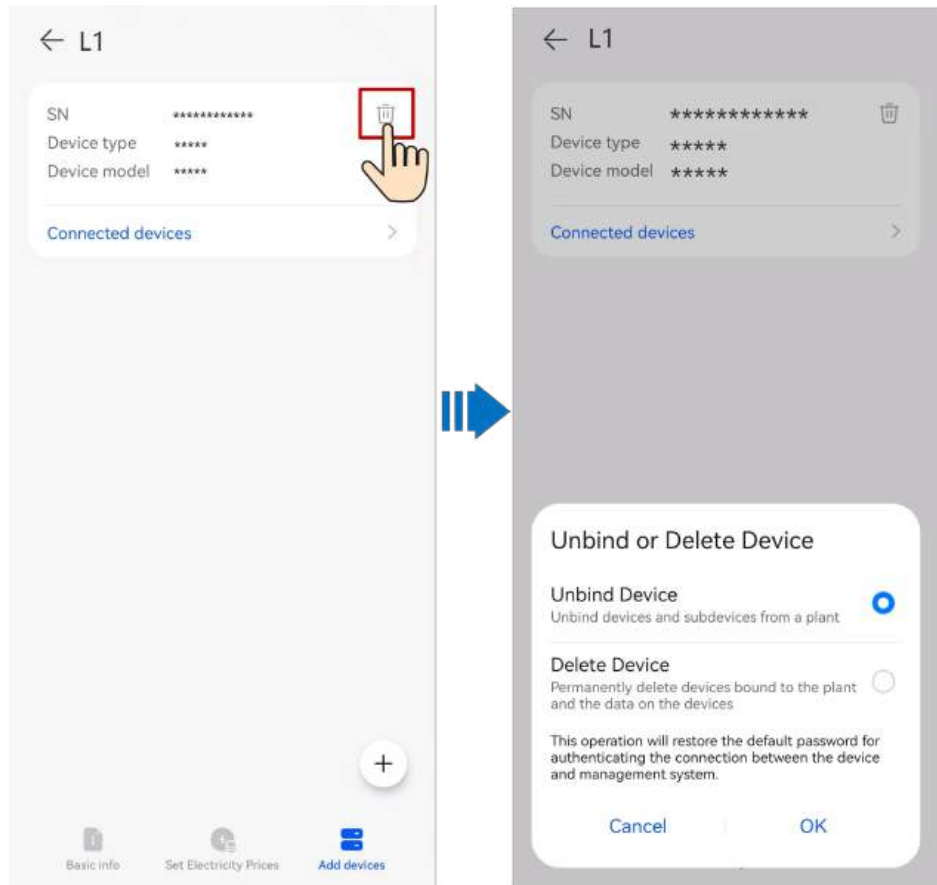 ← L1
SN ************
Device type *****
Device model *****
Connected devices >
+
Basic info Set Electricity Prices Add devices
← L1
SN ************
Device type *****
Device model *****
Connected devices >
Unbind or Delete Device
Unbind Device
Unbind devices and subdevices from a plant
Delete Device
Permanently delete devices bound to the plant
and the data on the devices
This operation will restore the default password for
authenticating the connection between the device
and management system.
Cancel OK